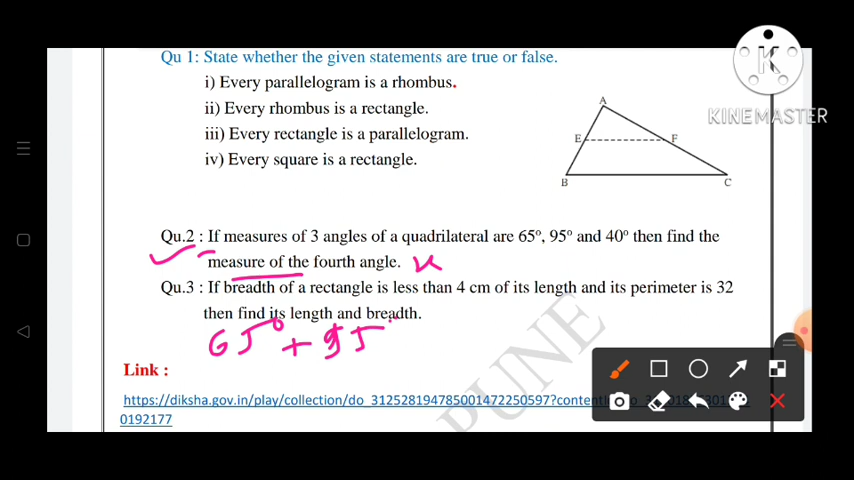 Qu 1: State whether the given statements are true or false.
i) Every parallelogram is a rhombus.
ii) Every rhombus is a rectangle.
iii) Every rectangle is a parallelogram.
iv) Every square is a rectangle.
A
E
F
B
C
K
KINEMASTER
Qu.2 : If measures of 3 angles of a quadrilateral are 65°, 95° and 40° then find the
measure of the fourth angle. x
Qu.3 : If breadth of a rectangle is less than 4 cm of its length and its perimeter is 32
then find its length and breadth.
65° + 95°
Link :
PUNE
https://diksha.gov.in/play/collection/do_31252819478500147225059​7?content
0192177